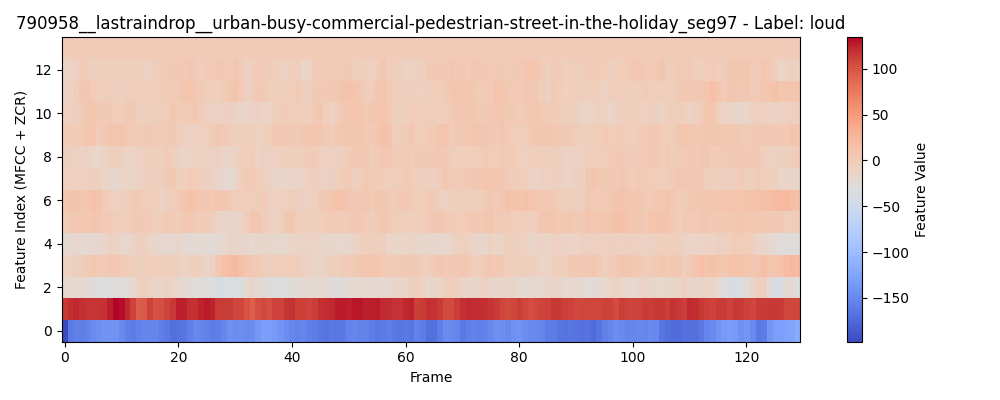 790958__lastraindrop__urban-busy-commercial-pedestrian-street-in-the-holiday_seg97 - Label: loud
Feature Index (MFCC + ZCR)
12
10
8
6
4
2
0
0 20 40 60 80 100 120
Frame
100
50
0
−50
−100
−150
Feature Value